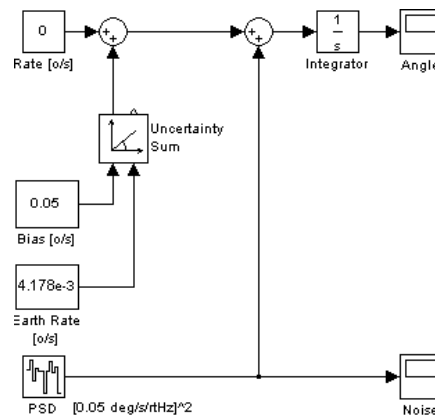 0
Rate [o/s]
+
+
+
+
1
s
Integrator
Angle
Uncertainty
Sum
0.05
Bias [o/s]
4.178e-3
Earth Rate
[o/s]
PSD
[0.05 deg/s/rtHz]^2
Noise